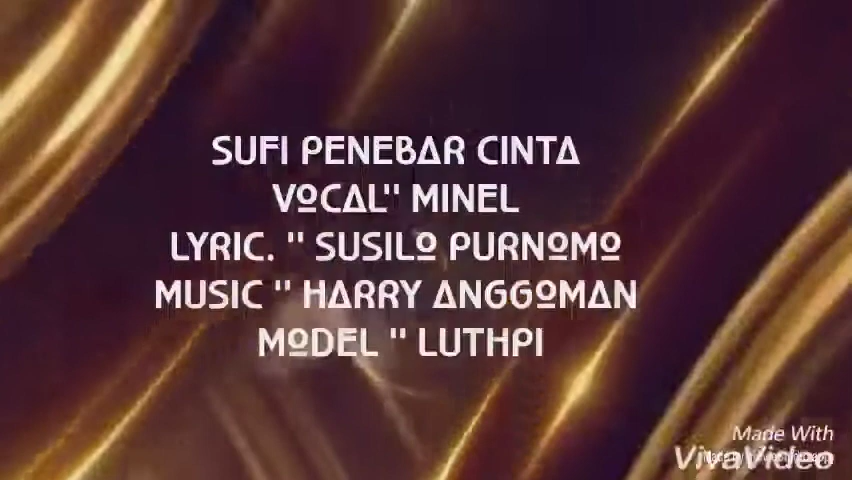 SUFI PENEBAR CINTA
VOCAL" MINEL
LYRIC. " SUSILO PURNOMO
MUSIC " HARRY ANGGOMAN
MODEL " LUTHPI
Made With
VivaVideo